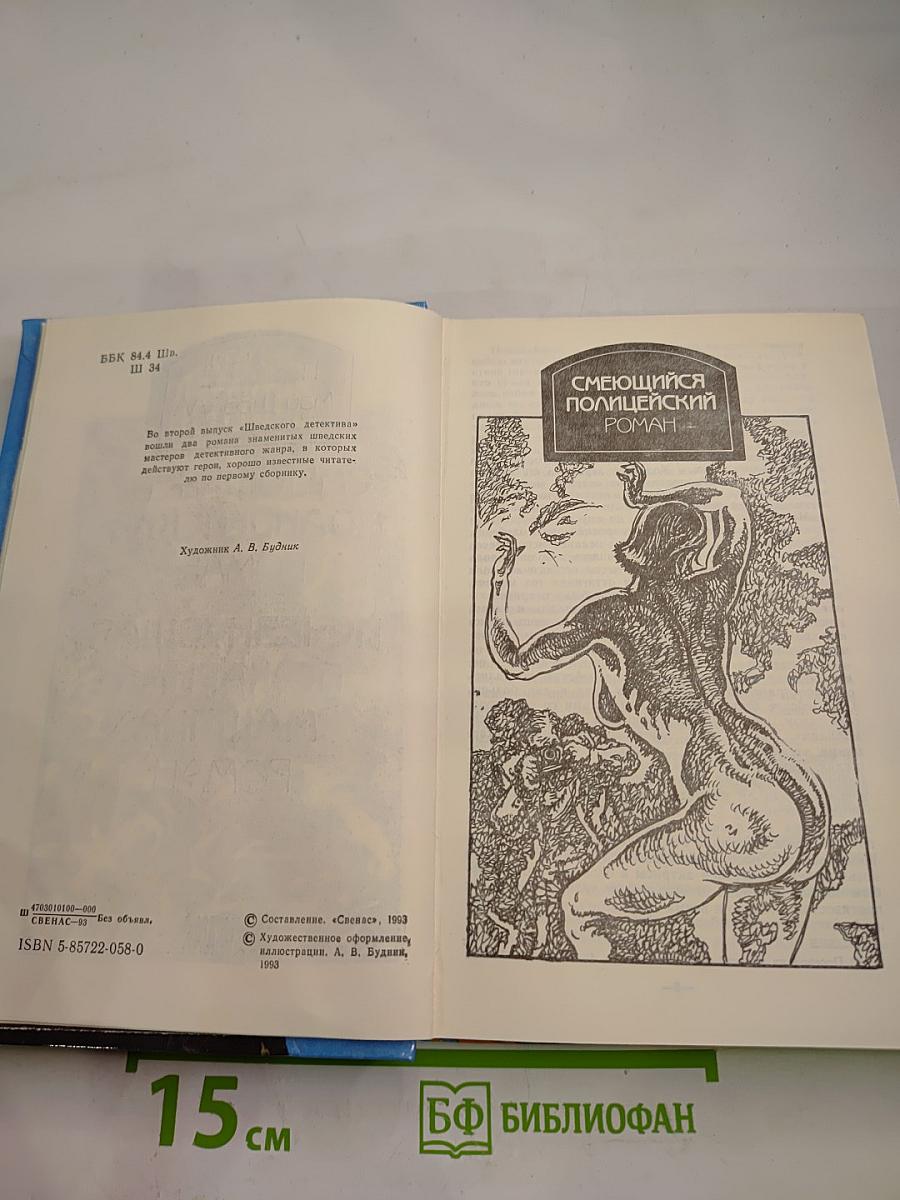 ББК 84.4 Шв.
Ш 34
Во второй выпуск «Шведского детектива»
вошли два романа знаменитых шведских
мастеров детективного жанра, в которых
действуют герои, хорошо известные читате-
лю по первому сборнику.
Художник А. В. Будник
Ш 4703010100—000
СВЕНАС—93 Без объявл.
ISBN 5-85722-058-0
© Составление. «Свенас», 1993
© Художественное оформление,
иллюстрации. А. В. Будник,
1993
СМЕЮЩИЙСЯ
ПОЛИЦЕЙСКИЙ
РОМАН
15 см
БФ БИБЛИОФАН